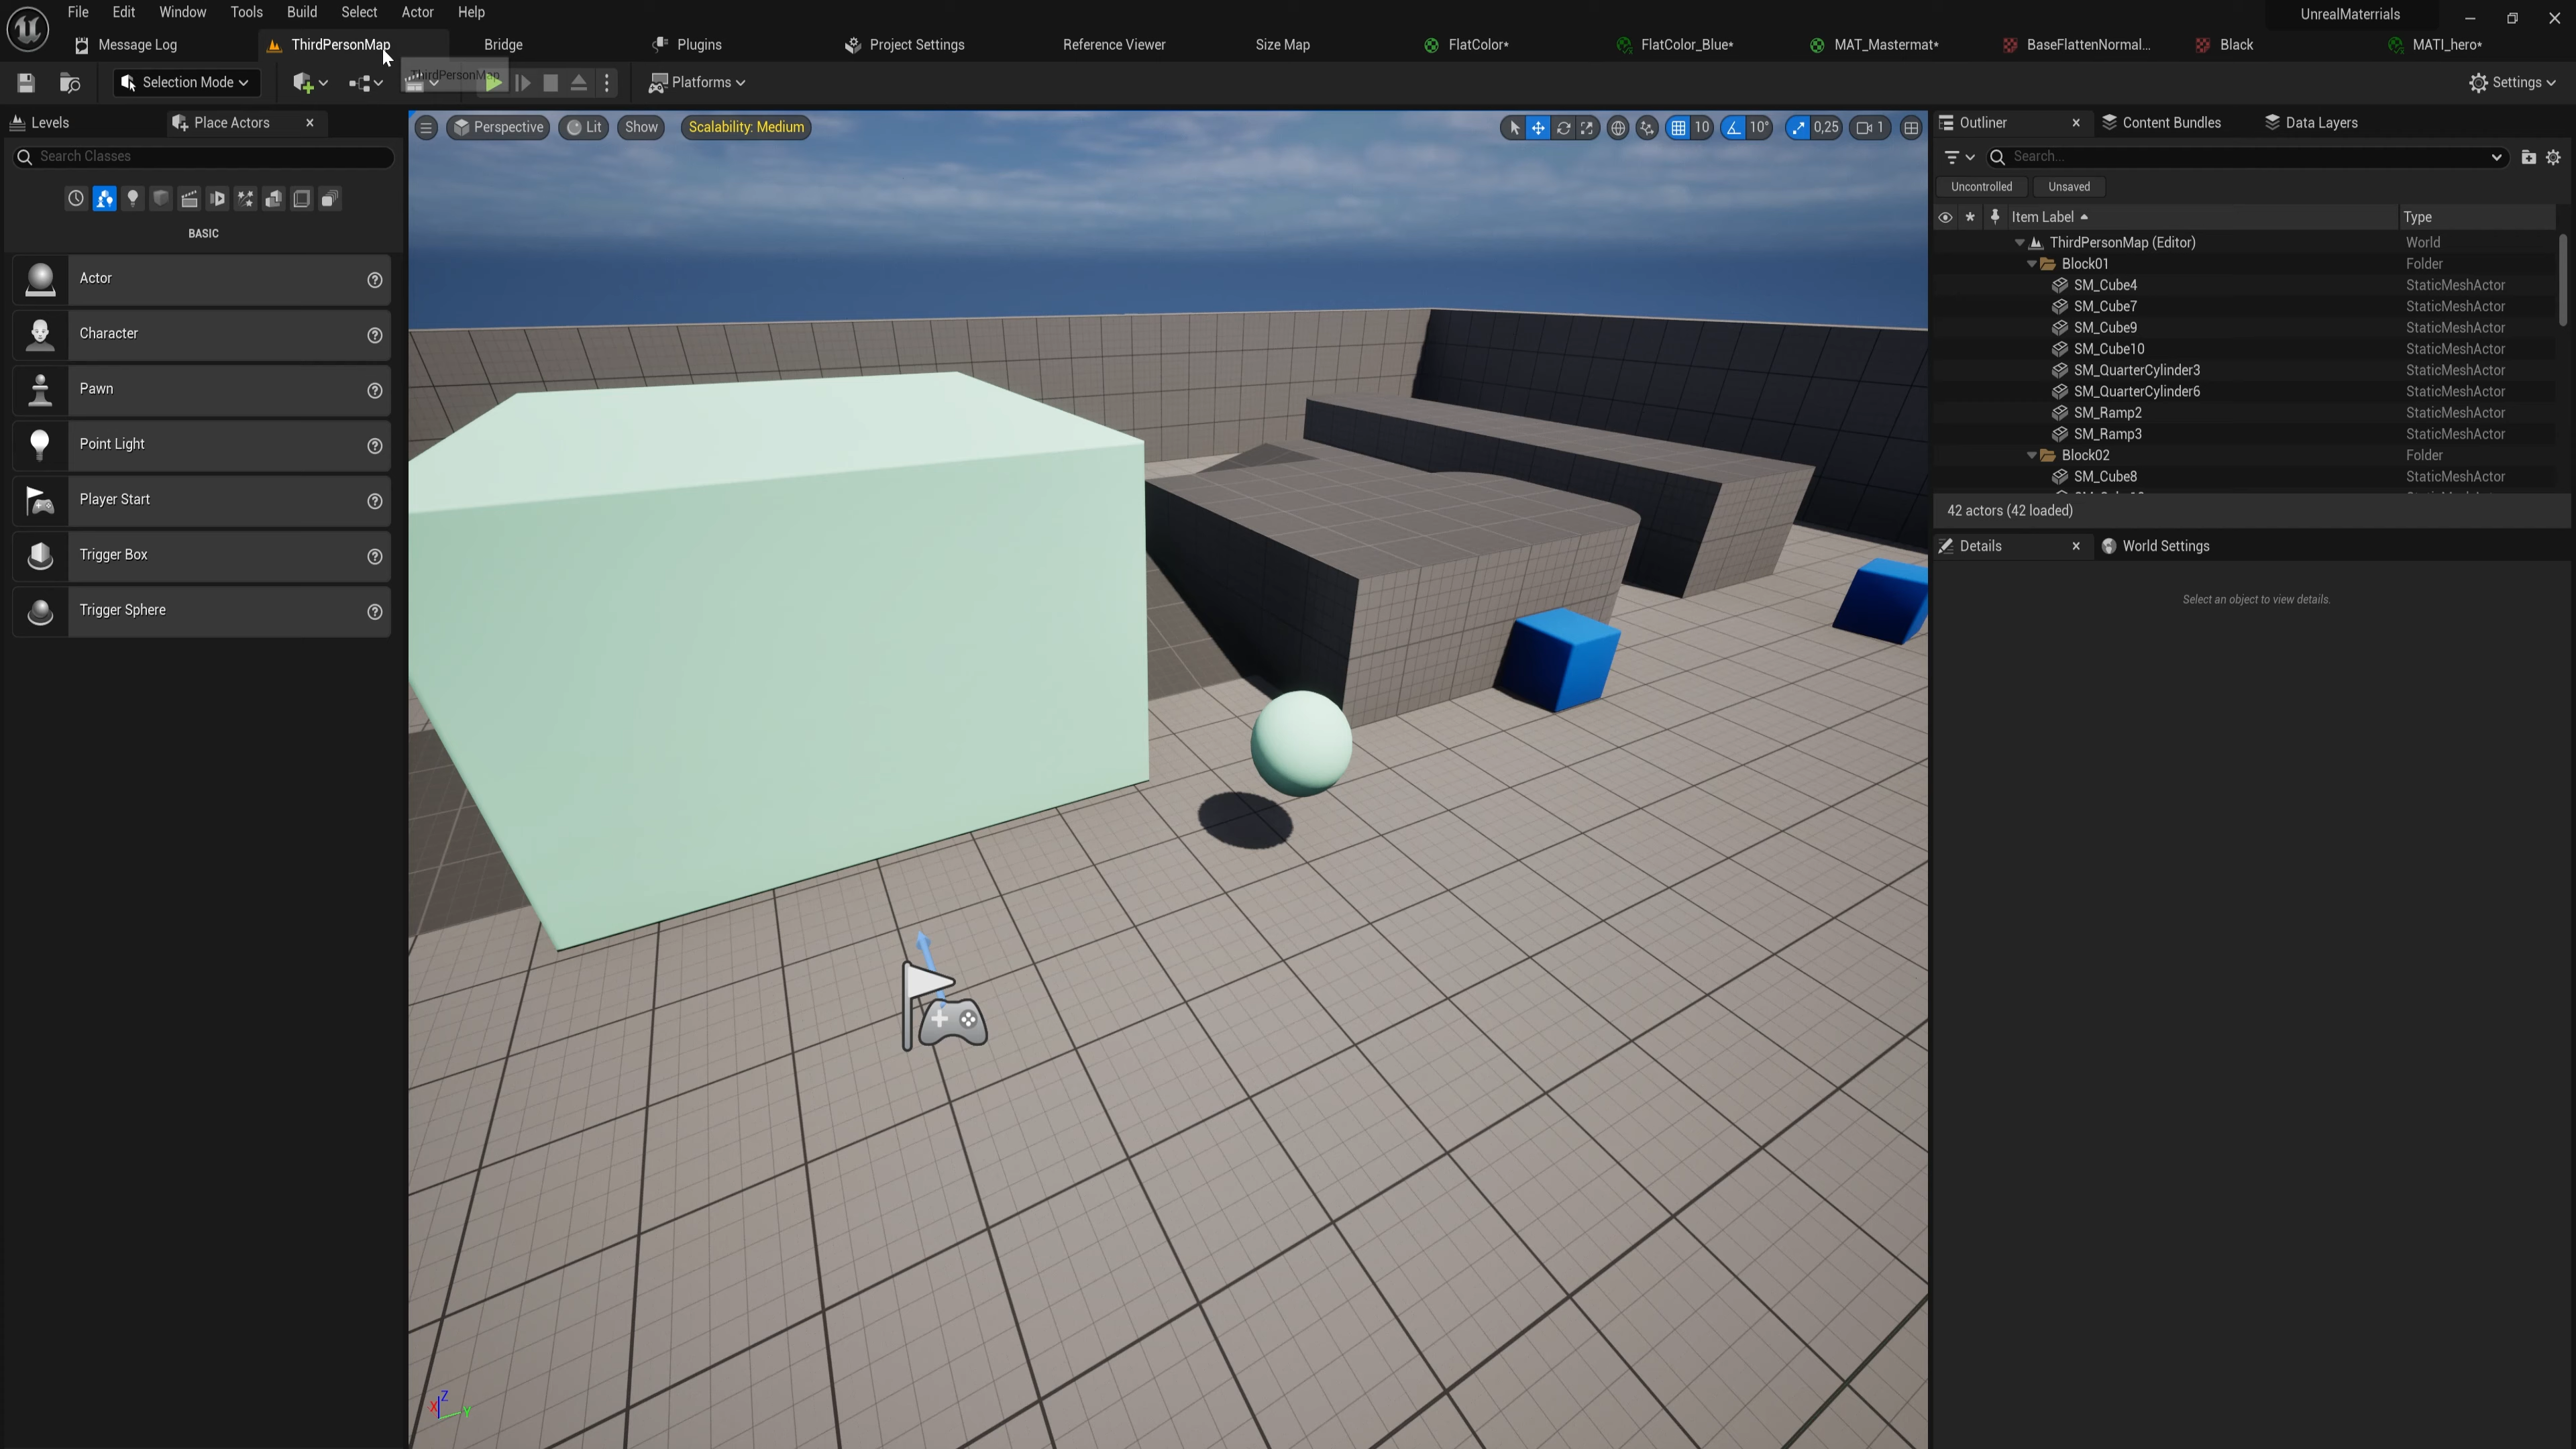 File Edit Window Tools Build Select Actor Help
UnrealMaterrials
Message Log ThirdPersonMap Bridge Plugins Project Settings Reference Viewer Size Map FlatColor* FlatColor_Blue* MAT_Mastermat* BaseFlattenNormal... Black MATI_hero*
Selection Mode ThirdPersonMap Platforms Settings
Levels Place Actors
Search Classes
BASIC
Actor
Character
Pawn
Point Light
Player Start
Trigger Box
Trigger Sphere
Perspective Lit Show Scalability: Medium 10 10° 0,25 1
X Z Y
Outliner Content Bundles Data Layers
Search...
Uncontrolled Unsaved
Item Label Type
ThirdPersonMap (Editor) World
Block01 Folder
SM_Cube4 StaticMeshActor
SM_Cube7 StaticMeshActor
SM_Cube9 StaticMeshActor
SM_Cube10 StaticMeshActor
SM_QuarterCylinder3 StaticMeshActor
SM_QuarterCylinder6 StaticMeshActor
SM_Ramp2 StaticMeshActor
SM_Ramp3 StaticMeshActor
Block02 Folder
SM_Cube8 StaticMeshActor
42 actors (42 loaded)
Details World Settings
Select an object to view details.